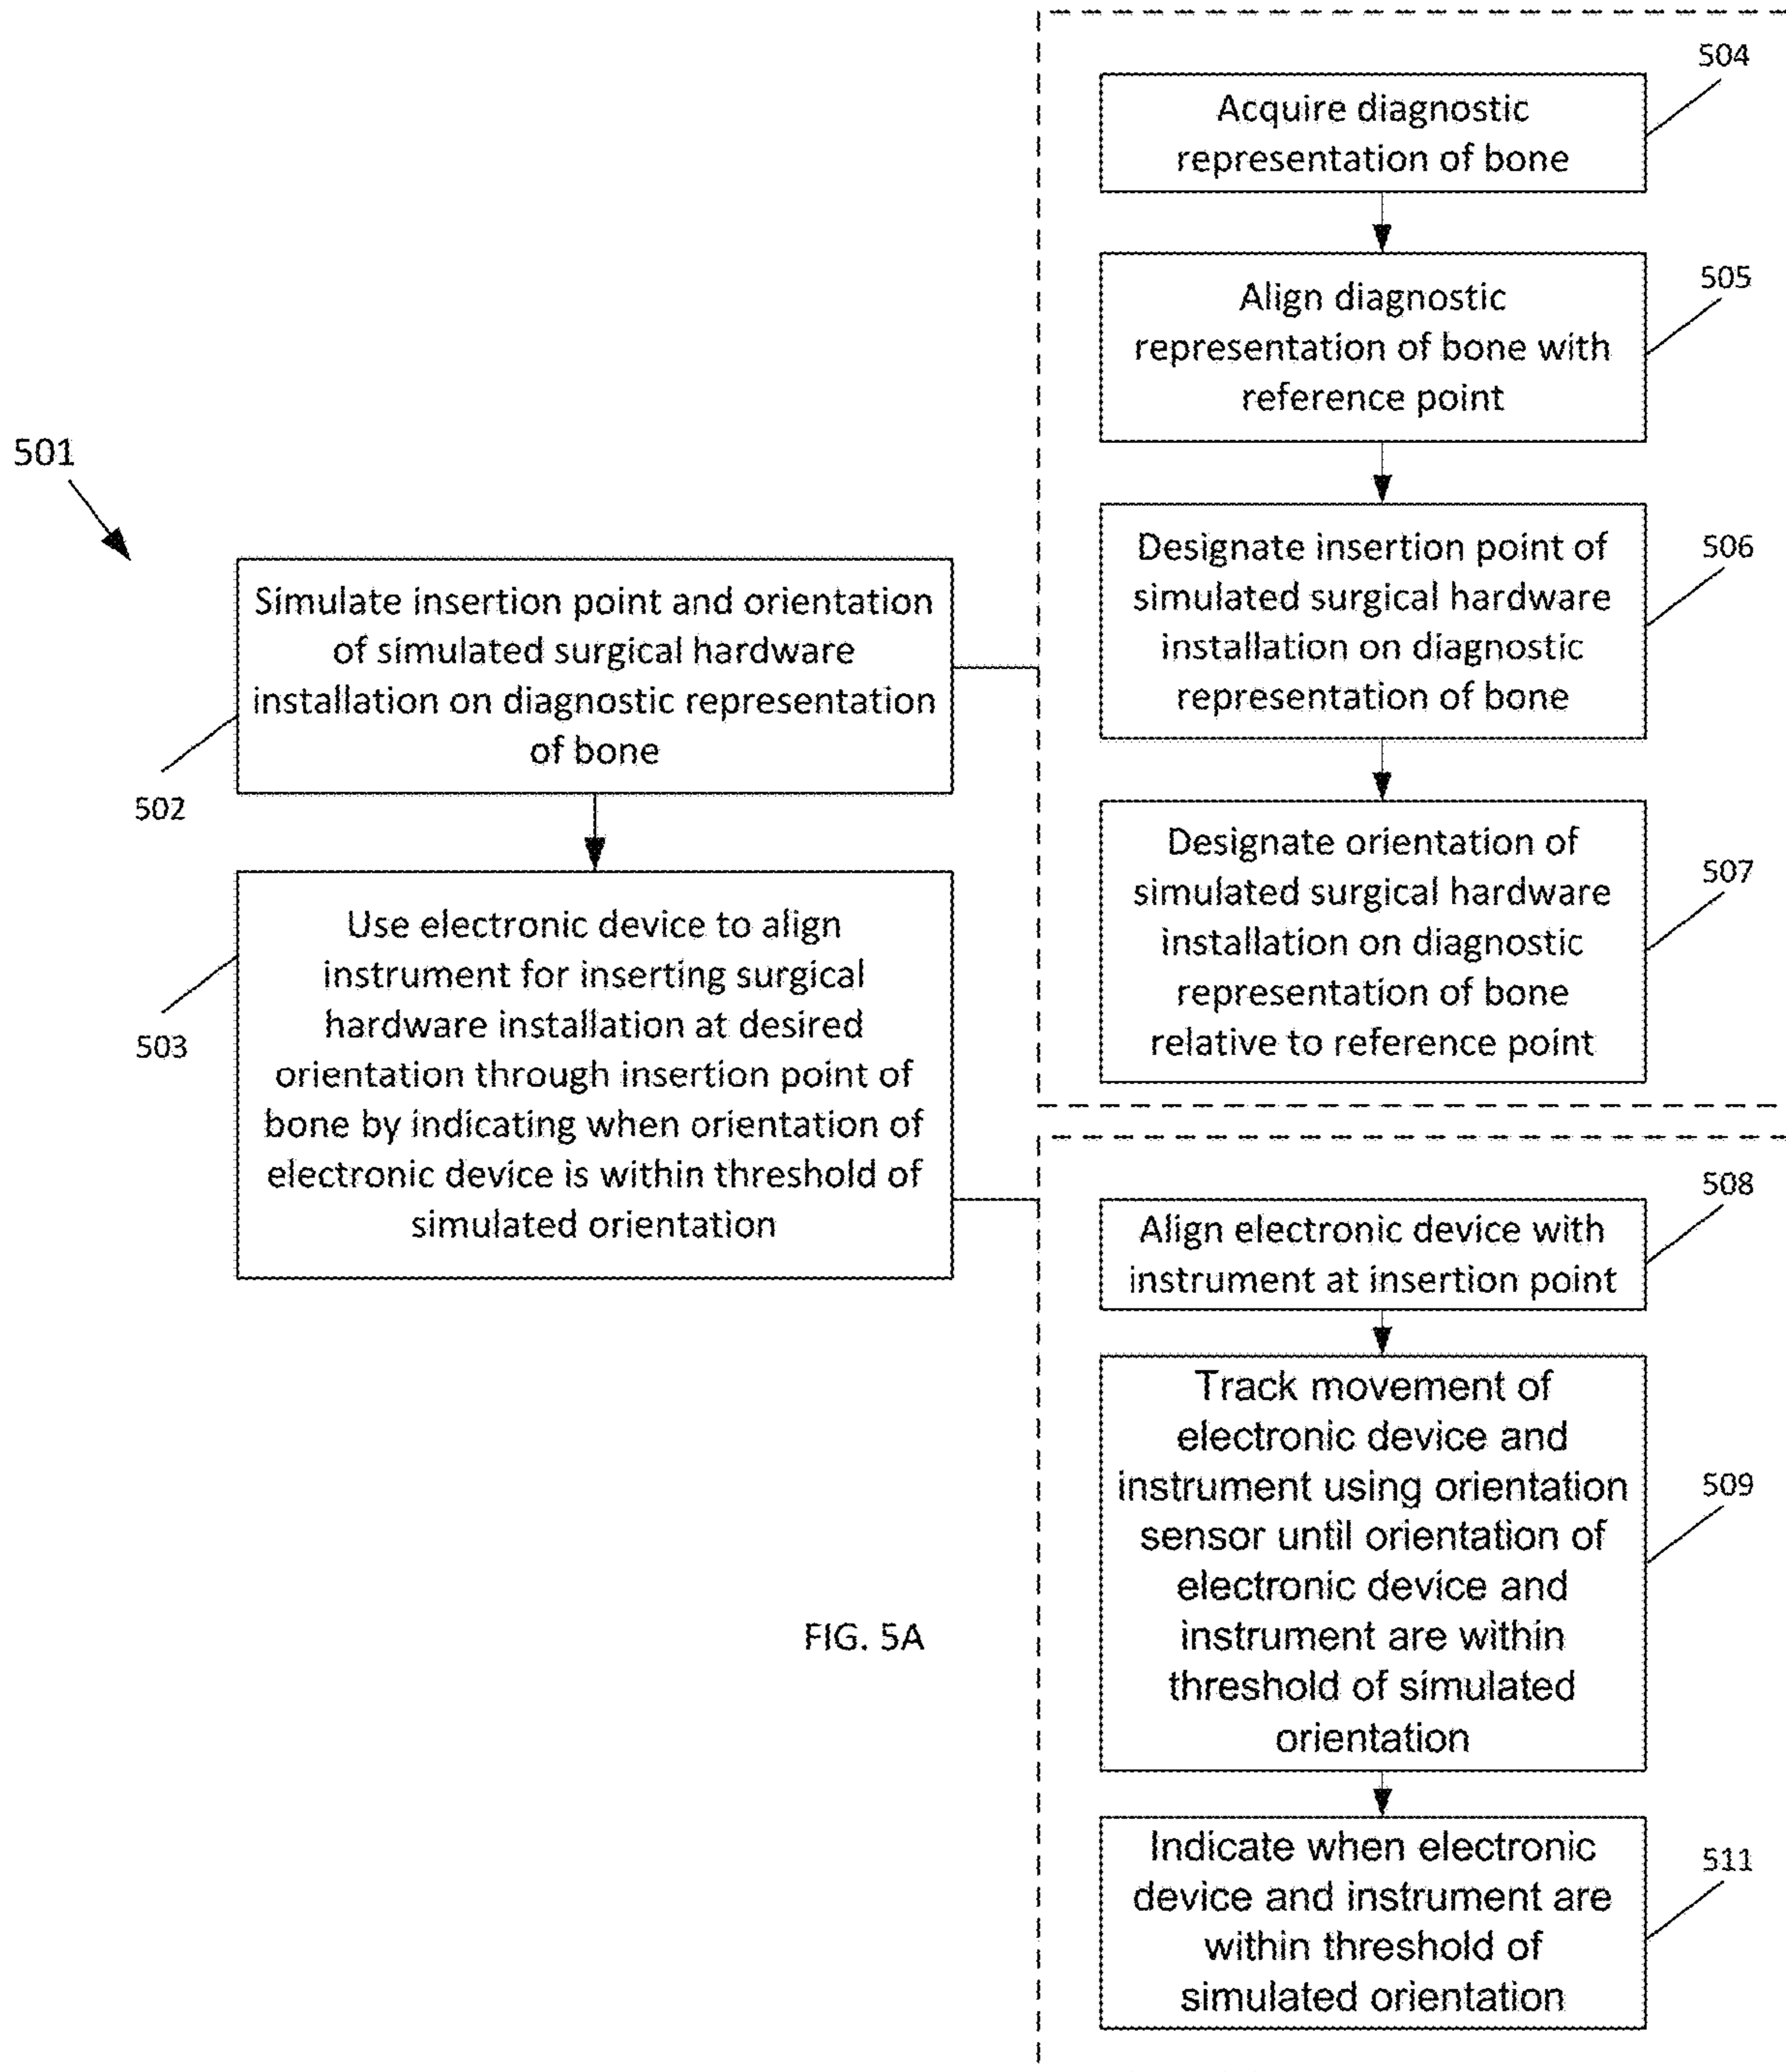 501
Simulate insertion point and orientation
of simulated surgical hardware
installation on diagnostic representation
of bone
502
Use electronic device to align
instrument for inserting surgical
hardware installation at desired
orientation through insertion point of
bone by indicating when orientation of
electronic device is within threshold of
simulated orientation
503
504
Acquire diagnostic
representation of bone
505
Align diagnostic
representation of bone with
reference point
506
Designate insertion point of
simulated surgical hardware
installation on diagnostic
representation of bone
507
Designate orientation of
simulated surgical hardware
installation on diagnostic
representation of bone
relative to reference point
508
Align electronic device with
instrument at insertion point
509
Track movement of
electronic device and
instrument using orientation
sensor until orientation of
electronic device and
instrument are within
threshold of simulated
orientation
511
Indicate when electronic
device and instrument are
within threshold of
simulated orientation
FIG. 5A